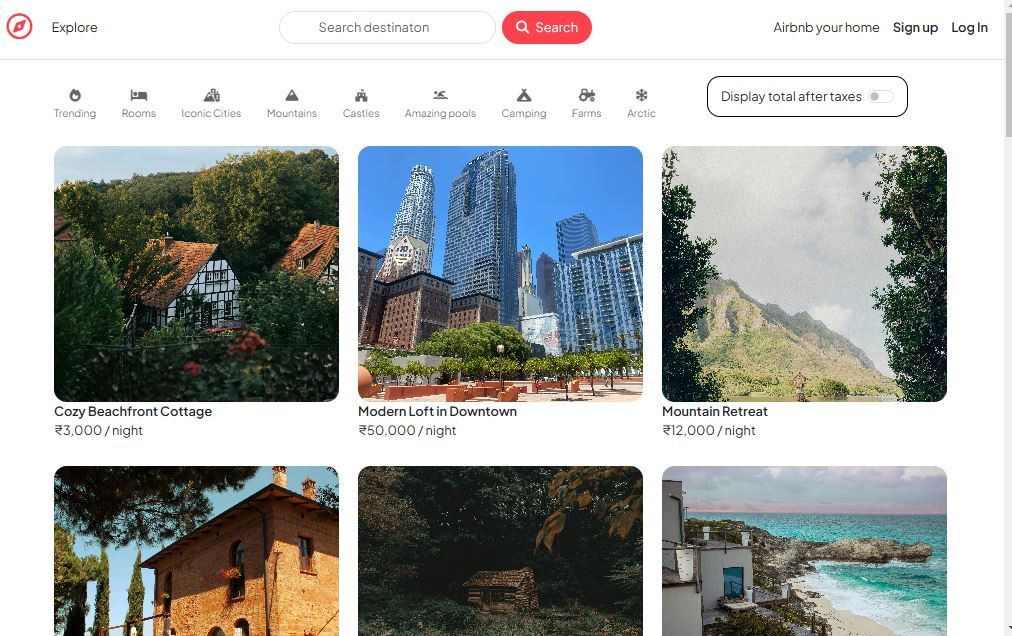 Explore
Search destinaton
Search
Airbnb your home
Sign up
Log In
Trending
Rooms
Iconic Cities
Mountains
Castles
Amazing pools
Camping
Farms
Arctic
Display total after taxes
Cozy Beachfront Cottage
₹3,000 / night
Modern Loft in Downtown
₹50,000 / night
Mountain Retreat
₹12,000 / night